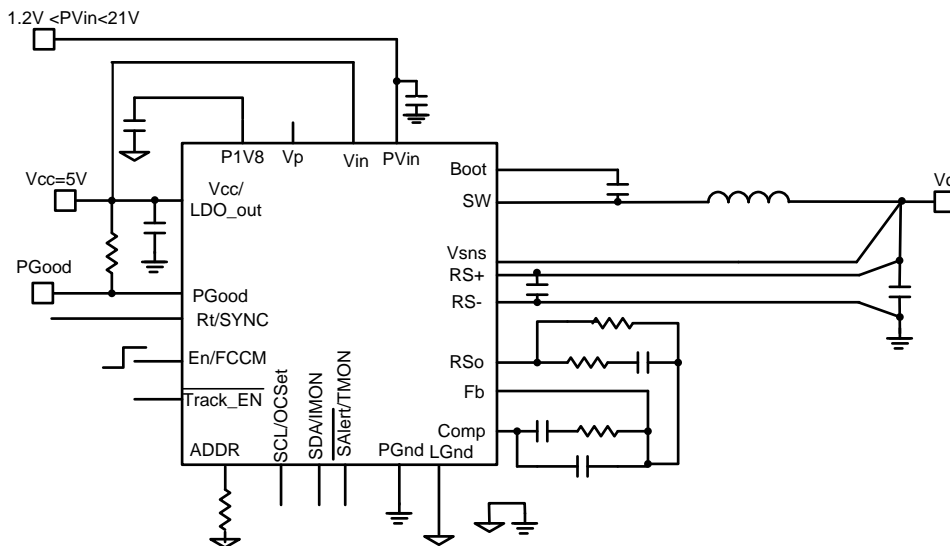 1.2V <PVin<21V
P1V8
Vp
Vin
PVin
Vcc=5V
Vcc/
LDO_out
Boot
SW
Vsns
RS+
RS-
PGood
PGood
Rt/SYNC
En/FCCM
Track_EN
RSo
Fb
Comp
ADDR
SCL/OCSet
SDA/IMON
SAlert/TMON
PGnd
LGnd